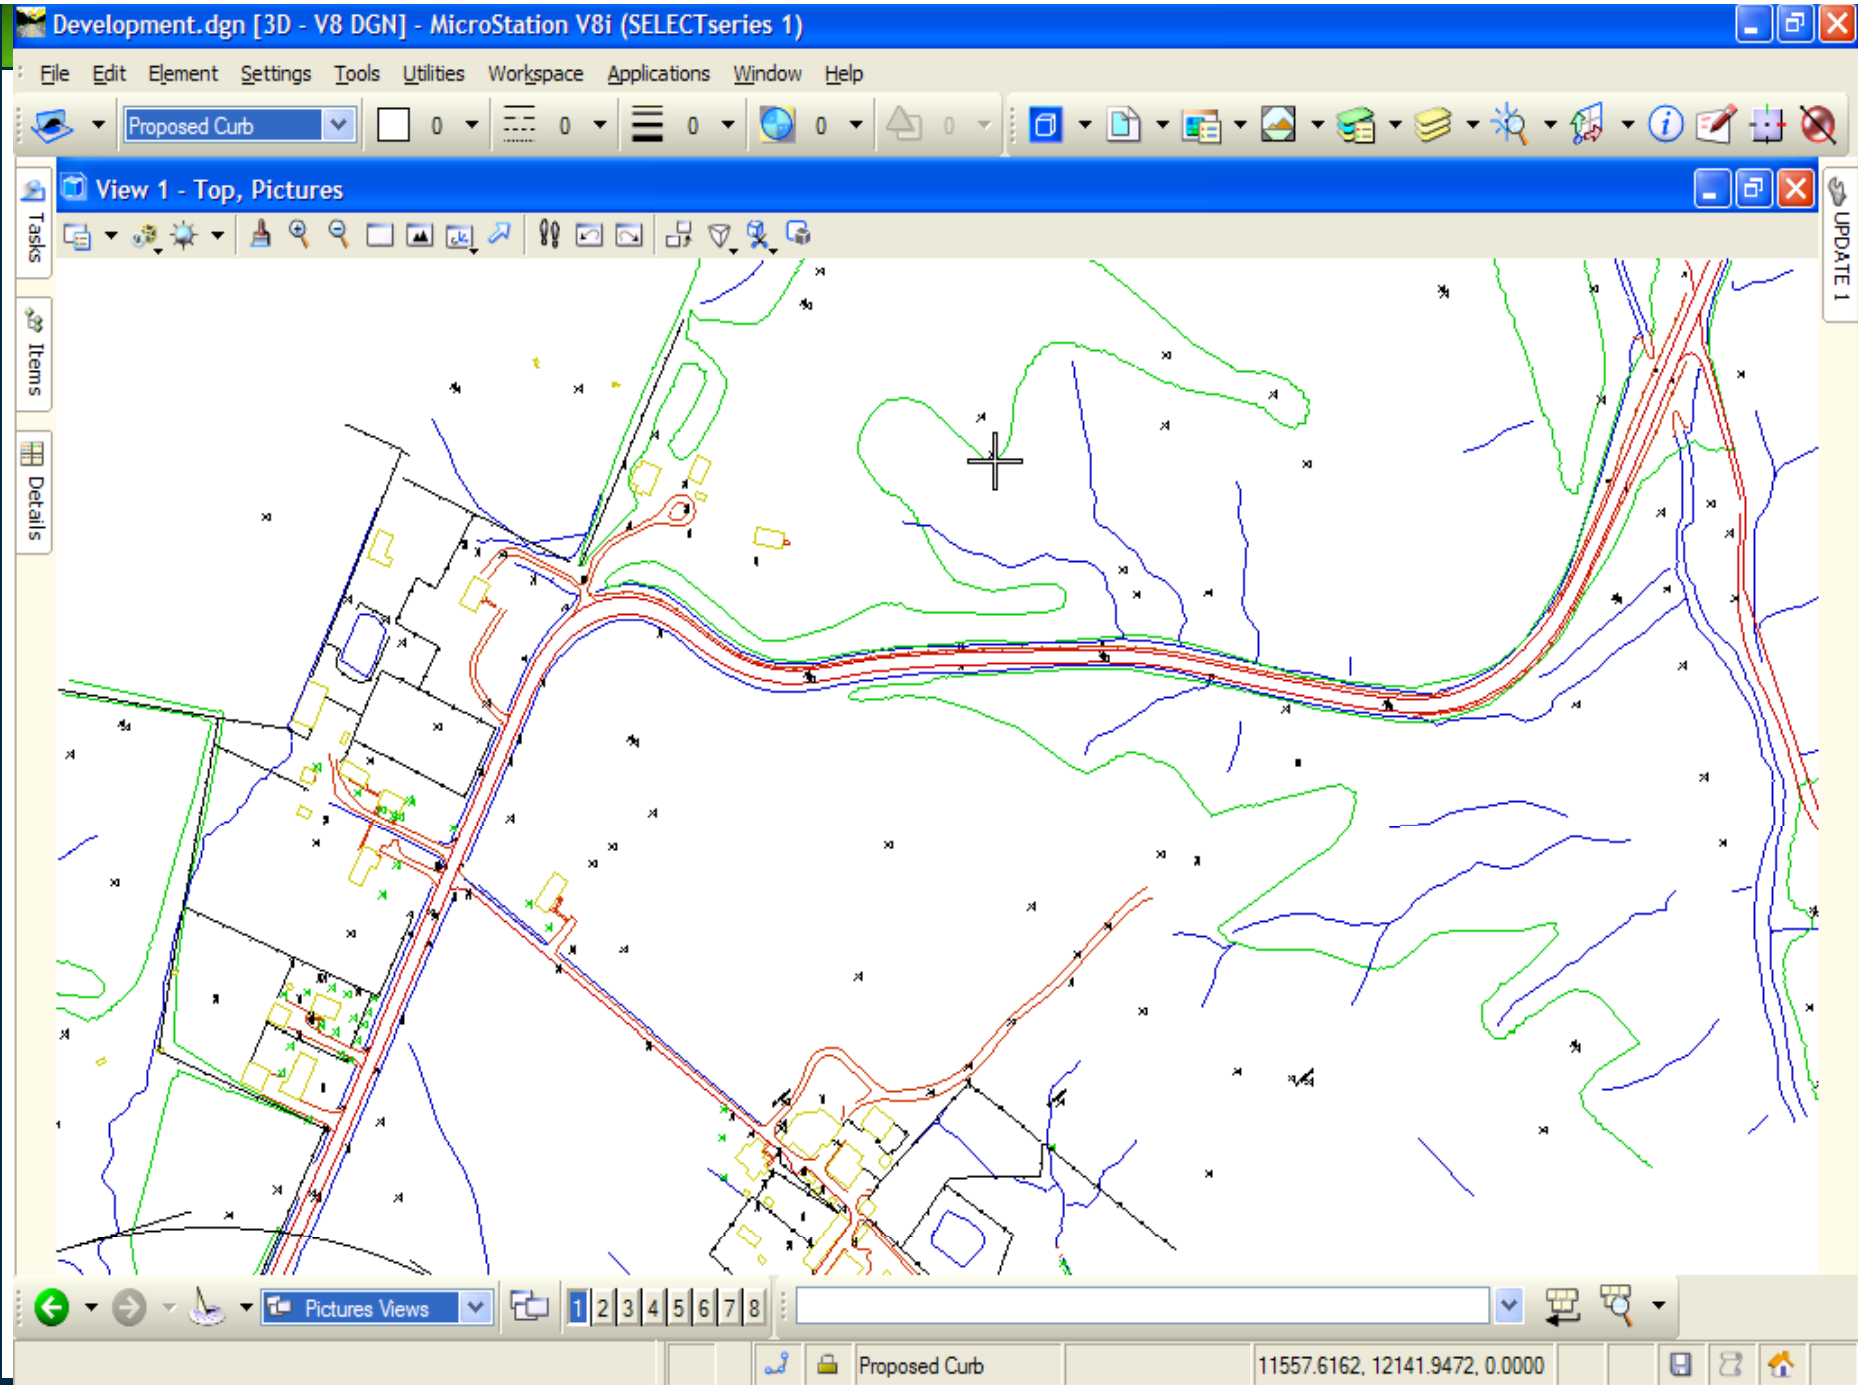 Development.dgn [3D - V8 DGN] - MicroStation V8i (SELECTseries 1)
File Edit Element Settings Tools Utilities Workspace Applications Window Help
Proposed Curb 0 0 0 0 0
View 1 - Top, Pictures
Tasks
Items
Details
UPDATE 1
Pictures Views 1 2 3 4 5 6 7 8
Proposed Curb 11557.6162, 12141.9472, 0.0000